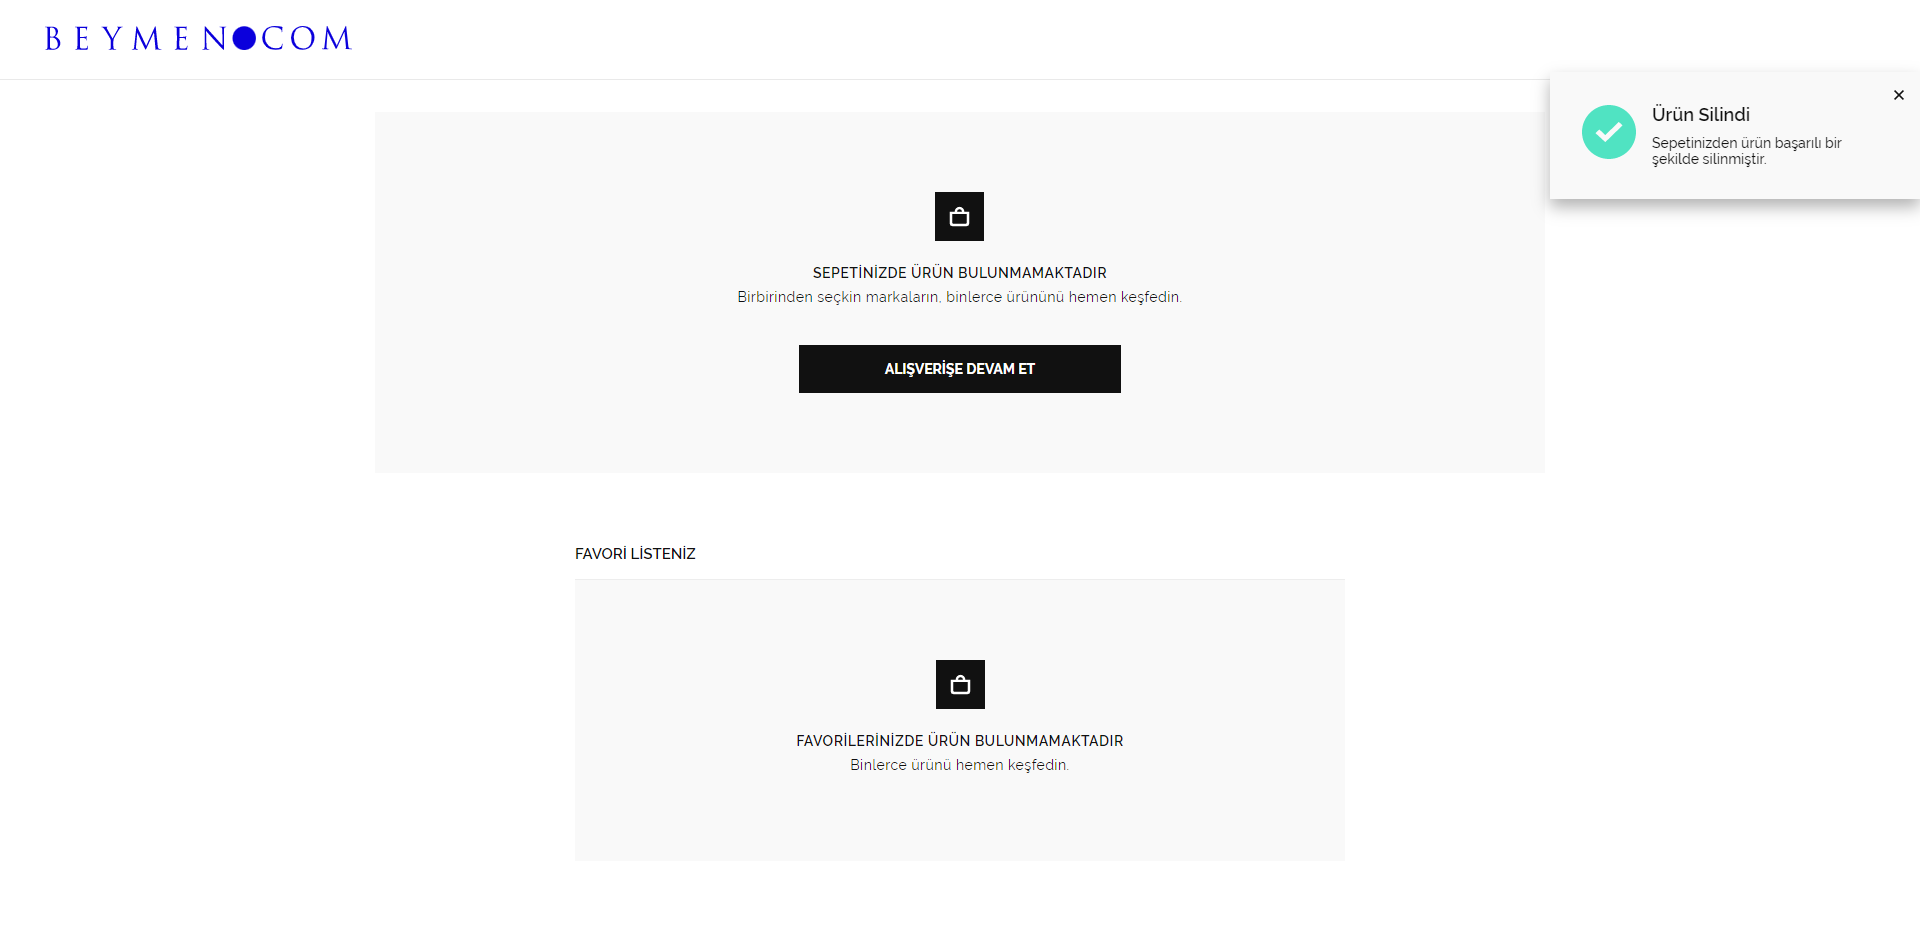 BEYMEN●COM
Ürün Silindi
Sepetinizden ürün başarılı bir
şekilde silinmiştir.
SEPETİNİZDE ÜRÜN BULUNMAMAKTADIR
Birbirinden seçkin markaların, binlerce ürününü hemen keşfedin.
ALIŞVERİŞE DEVAM ET
FAVORİ LİSTENİZ
FAVORİLERİNİZDE ÜRÜN BULUNMAMAKTADIR
Binlerce ürünü hemen keşfedin.